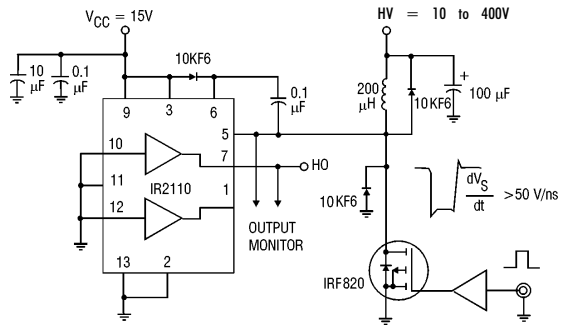 VCC = 15V
HV = 10 to 400V
10KF6
10 μF
0.1 μF
200 μH
10KF6
+
100 μF
0.1 μF
9
3
6
5
10
7
HO
11
IR2110
1
12
10KF6
dVS
dt
>50 V/ns
OUTPUT
MONITOR
13
2
IRF820